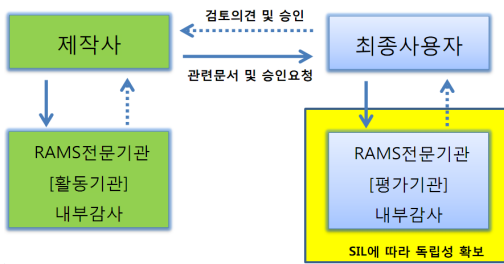 검토의견 및 승인
제작사
최종사용자
관련문서 및 승인요청
RAMS전문기관
[활동기관]
내부감사
RAMS전문기관
[평가기관]
내부감사
SIL에 따라 독립성 확보